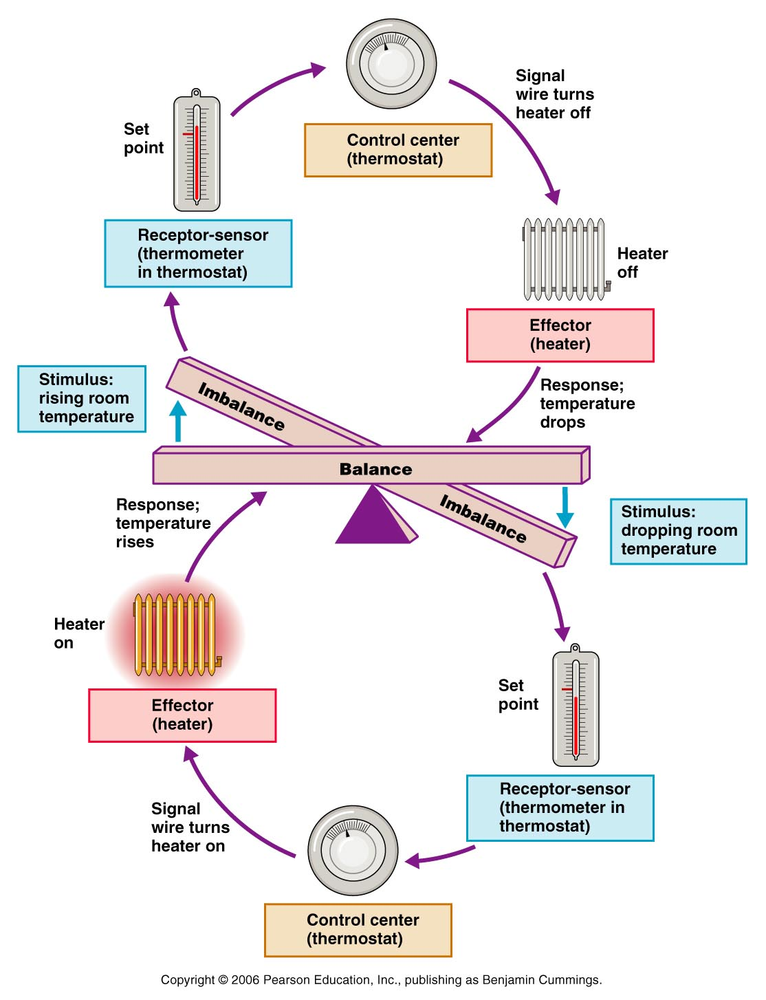 Signal
wire turns
heater off
Set
point
Control center
(thermostat)
Receptor-sensor
(thermometer
in thermostat)
Heater
off
Effector
(heater)
Stimulus:
rising room
temperature
Imbalance
Response;
temperature
drops
Balance
Response;
temperature
rises
Imbalance
Stimulus:
dropping room
temperature
Heater
on
Set
point
Effector
(heater)
Receptor-sensor
(thermometer in
thermostat)
Signal
wire turns
heater on
Control center
(thermostat)
Copyright © 2006 Pearson Education, Inc., publishing as Benjamin Cummings.